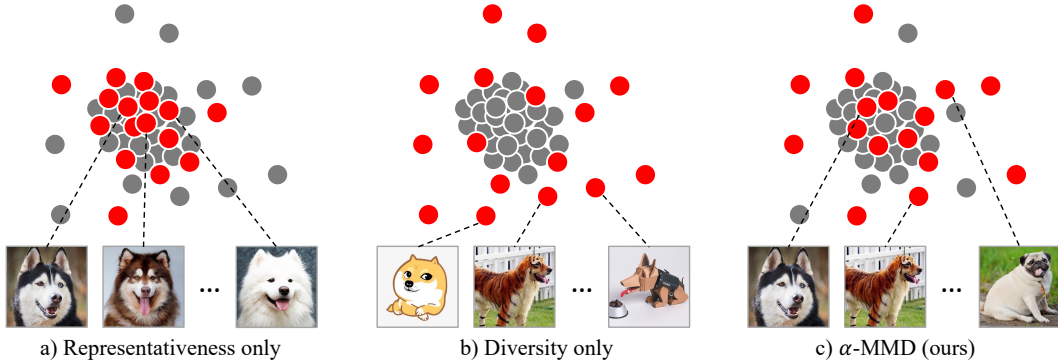 ...
...
...
a) Representativeness only
b) Diversity only
c) α-MMD (ours)